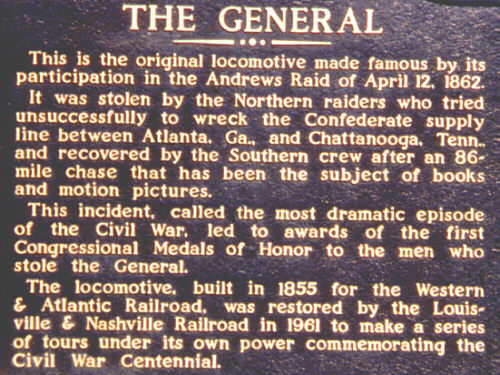 THE GENERAL
This is the original locomotive made famous by its
participation in the Andrews Raid of April 12, 1862.
It was stolen by the Northern raiders who tried
unsuccessfully to wreck the Confederate supply
line between Atlanta, Ga., and Chattanooga, Tenn.,
and recovered by the Southern crew after an 86-
mile chase that has been the subject of books
and motion pictures.
This incident, called the most dramatic episode
of the Civil War, led to awards of the first
Congressional Medals of Honor to the men who
stole the General.
The locomotive, built in 1855 for the Western
& Atlantic Railroad, was restored by the Louis-
ville & Nashville Railroad in 1961 to make a series
of tours under its own power commemorating the
Civil War Centennial.